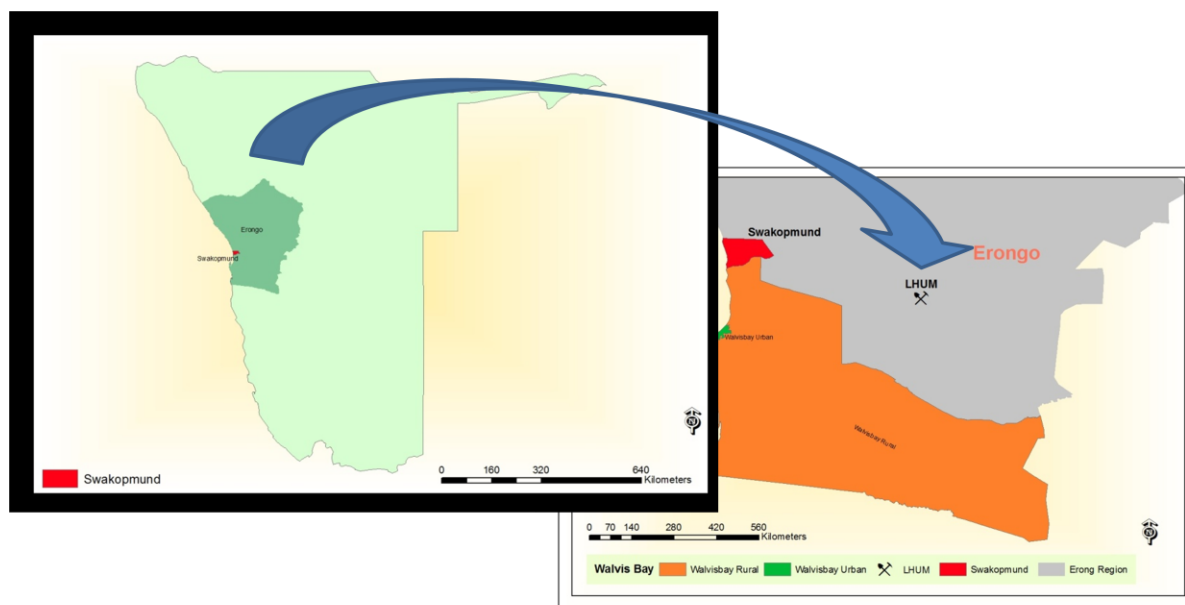 Erongo
Swakopmund
0 160 320 640
Kilometers
Swakopmund
Swakopmund
Erongo
LHUM
Walvisbay Urban
Walvisbay Rural
0 70 140 280 420 560
Kilometers
Walvis Bay Walvisbay Rural Walvisbay Urban LHUM Swakopmund Erong Region